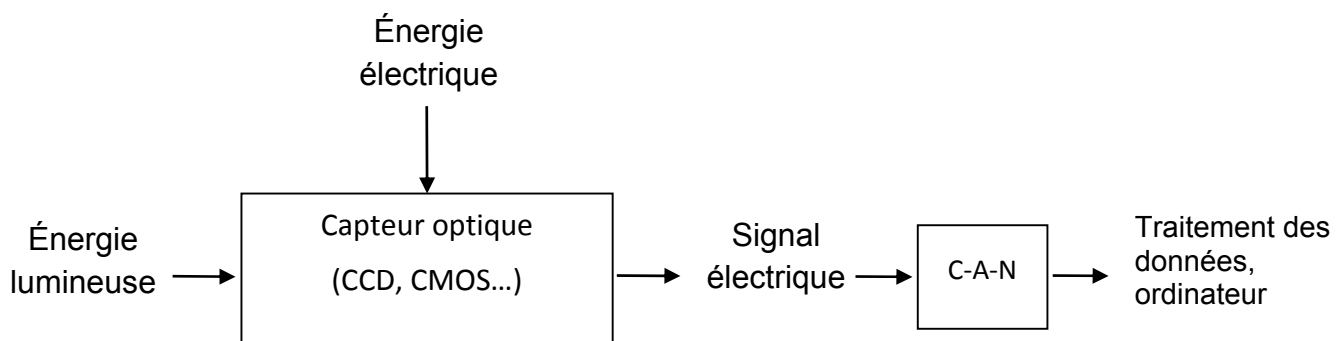 Énergie
électrique
Énergie
lumineuse
Capteur optique
(CCD, CMOS…)
Signal
électrique
C-A-N
Traitement des
données,
ordinateur